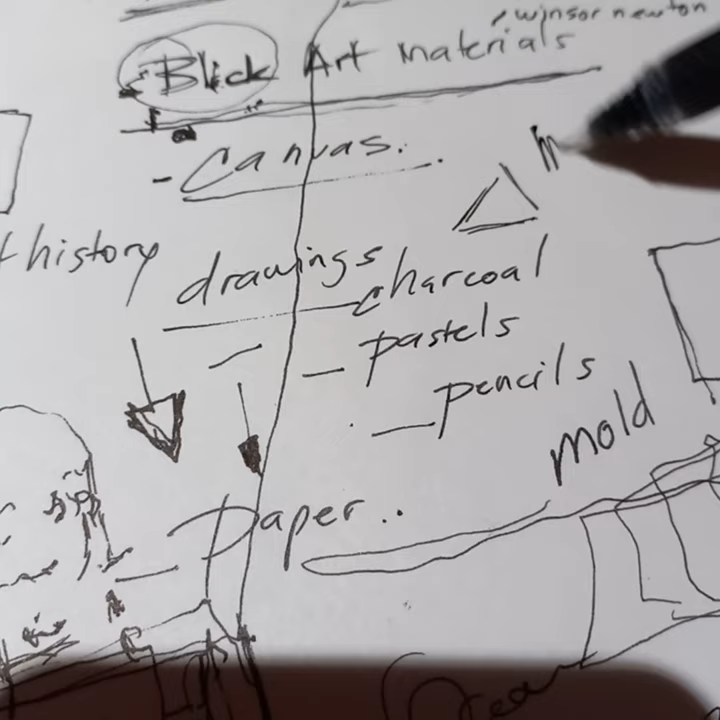 winsor newton
Blick Art materials
- Canvas.
history
drawings
- charcoal
- pastels
- pencils
mold
- paper..